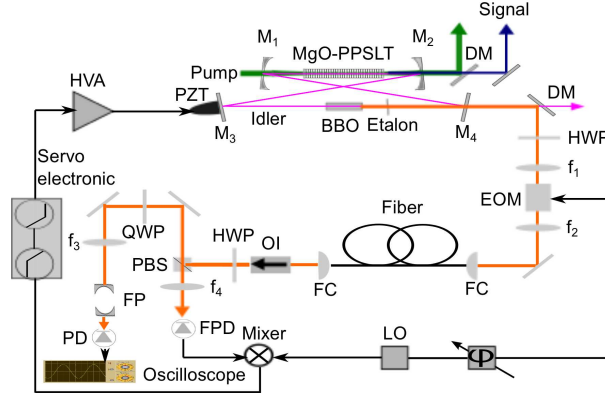 Signal
M1
M2
MgO-PPSLT
DM
Pump
HVA
PZT
M3
Idler
BBO
Etalon
M4
DM
HWP
f1
EOM
f2
Servo
electronic
f3
QWP
HWP
OI
Fiber
PBS
f4
FC
FC
FP
PD
FPD
Mixer
LO
φ
Oscilloscope